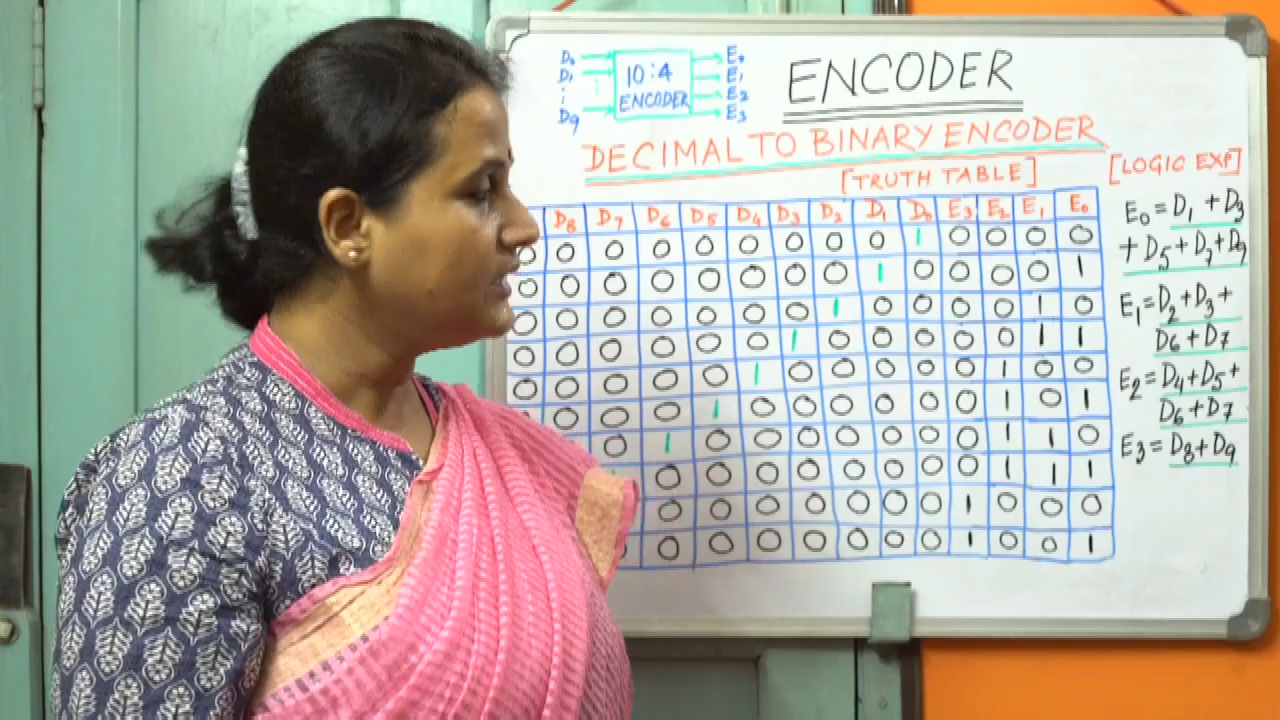 D₀ E₀
D₁ 10:4 E₁
ENCODER E₂
D₉ E₃
ENCODER
DECIMAL TO BINARY ENCODER
[TRUTH TABLE]
D₈ D₇ D₆ D₅ D₄ D₃ D₂ D₁ D₀ E₃ E₂ E₁ E₀
0 0 0 0 0 0 0 0 0 1 0 0 0 0
0 0 0 0 0 0 0 0 1 0 0 0 0 1
0 0 0 0 0 0 0 1 0 0 0 0 1 0
0 0 0 0 0 0 1 0 0 0 0 0 1 1
0 0 0 0 0 1 0 0 0 0 0 1 0 0
0 0 0 1 0 0 0 0 0 0 1 0 1
0 1 0 0 0 0 0 0 0 1 1 0
0 0 0 0 0 0 0 0 1 1 1
0 0 0 0 0 0 0 1 0 0 0
0 0 0 0 0 0 0 1 0 0 1
[LOGIC EXP]
E₀ = D₁ + D₃
+ D₅ + D₇ + D₉
E₁ = D₂ + D₃ +
D₆ + D₇
E₂ = D₄ + D₅ +
D₆ + D₇
E₃ = D₈ + D₉